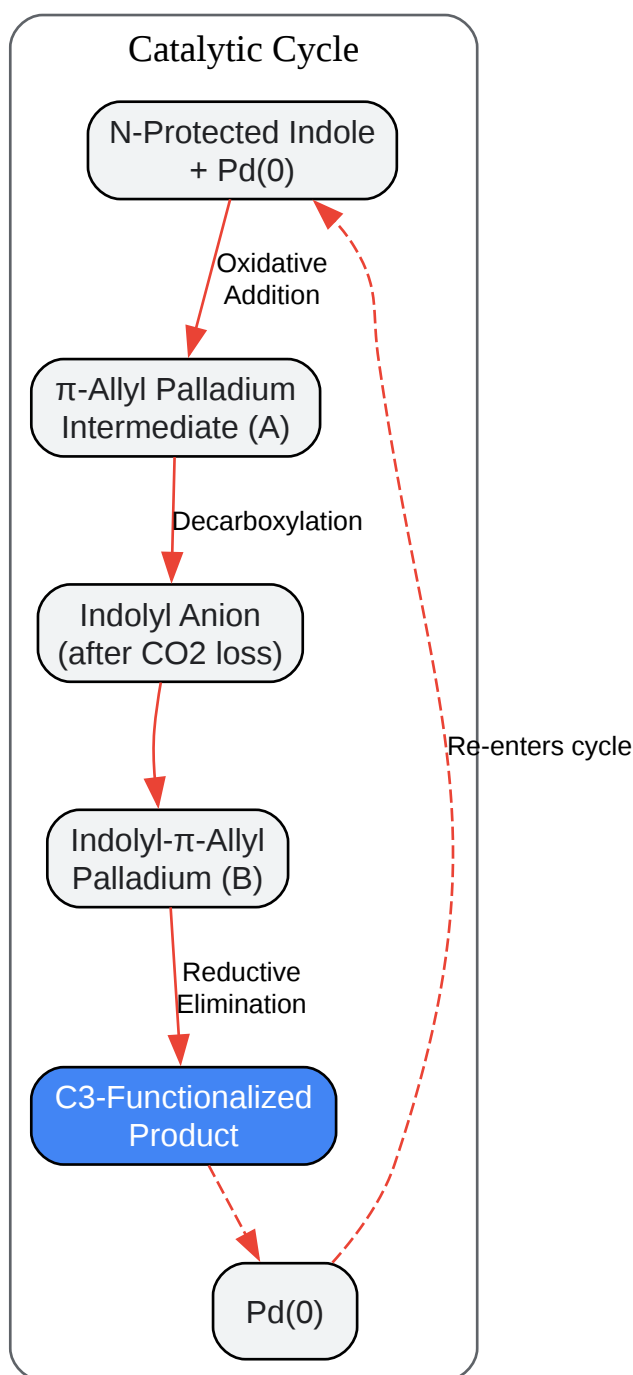 Catalytic Cycle
N-Protected Indole
+ Pd(0)
Oxidative
Addition
π-Allyl Palladium
Intermediate (A)
Decarboxylation
Indolyl Anion
(after CO2 loss)
Re-enters cycle
Indolyl-π-Allyl
Palladium (B)
Reductive
Elimination
C3-Functionalized
Product
Pd(0)